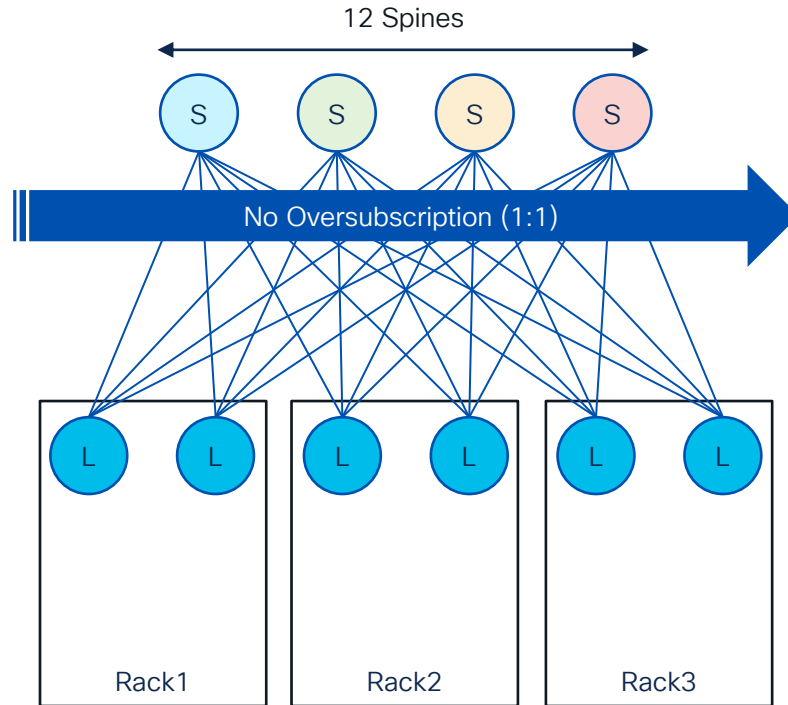 12 Spines
S S S S
No Oversubscription (1:1)
L L L L L L
Rack1 Rack2 Rack3